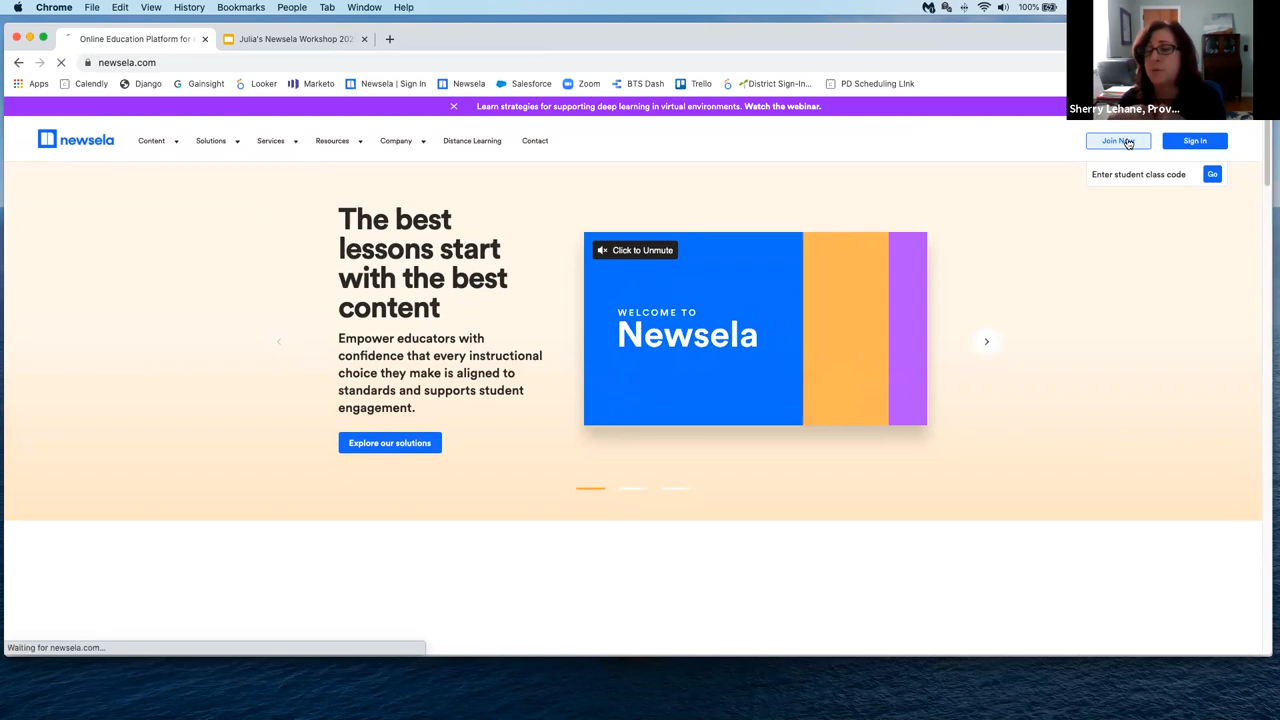 Chrome File Edit View History Bookmarks People Tab Window Help 100%
Online Education Platform for Julia's Newsela Workshop 202
newsela.com
Apps Calendly Django Gainsight Looker Marketo Newsela | Sign In Newsela Salesforce Zoom BTS Dash Trello District Sign-In... PD Scheduling LInk
Sherry Lehane, Prov...
Learn strategies for supporting deep learning in virtual environments. Watch the webinar.
newsela Content Solutions Services Resources Company Distance Learning Contact Join Sign In
Enter student class code Go
The best
lessons start
with the best
content
Click to Unmute
WELCOME TO
Newsela
Empower educators with
confidence that every instructional
choice they make is aligned to
standards and supports student
engagement.
Explore our solutions
Waiting for newsela.com...